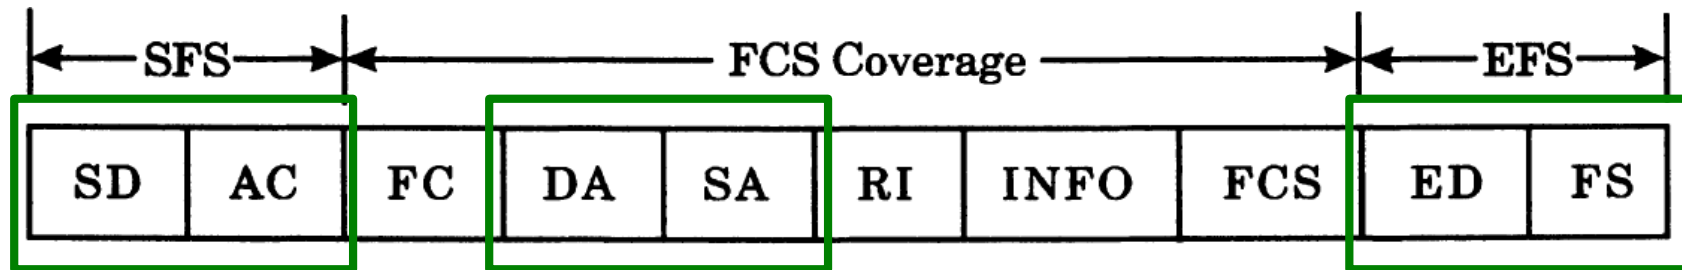 SFS FCS Coverage EFS
SD AC FC DA SA RI INFO FCS ED FS